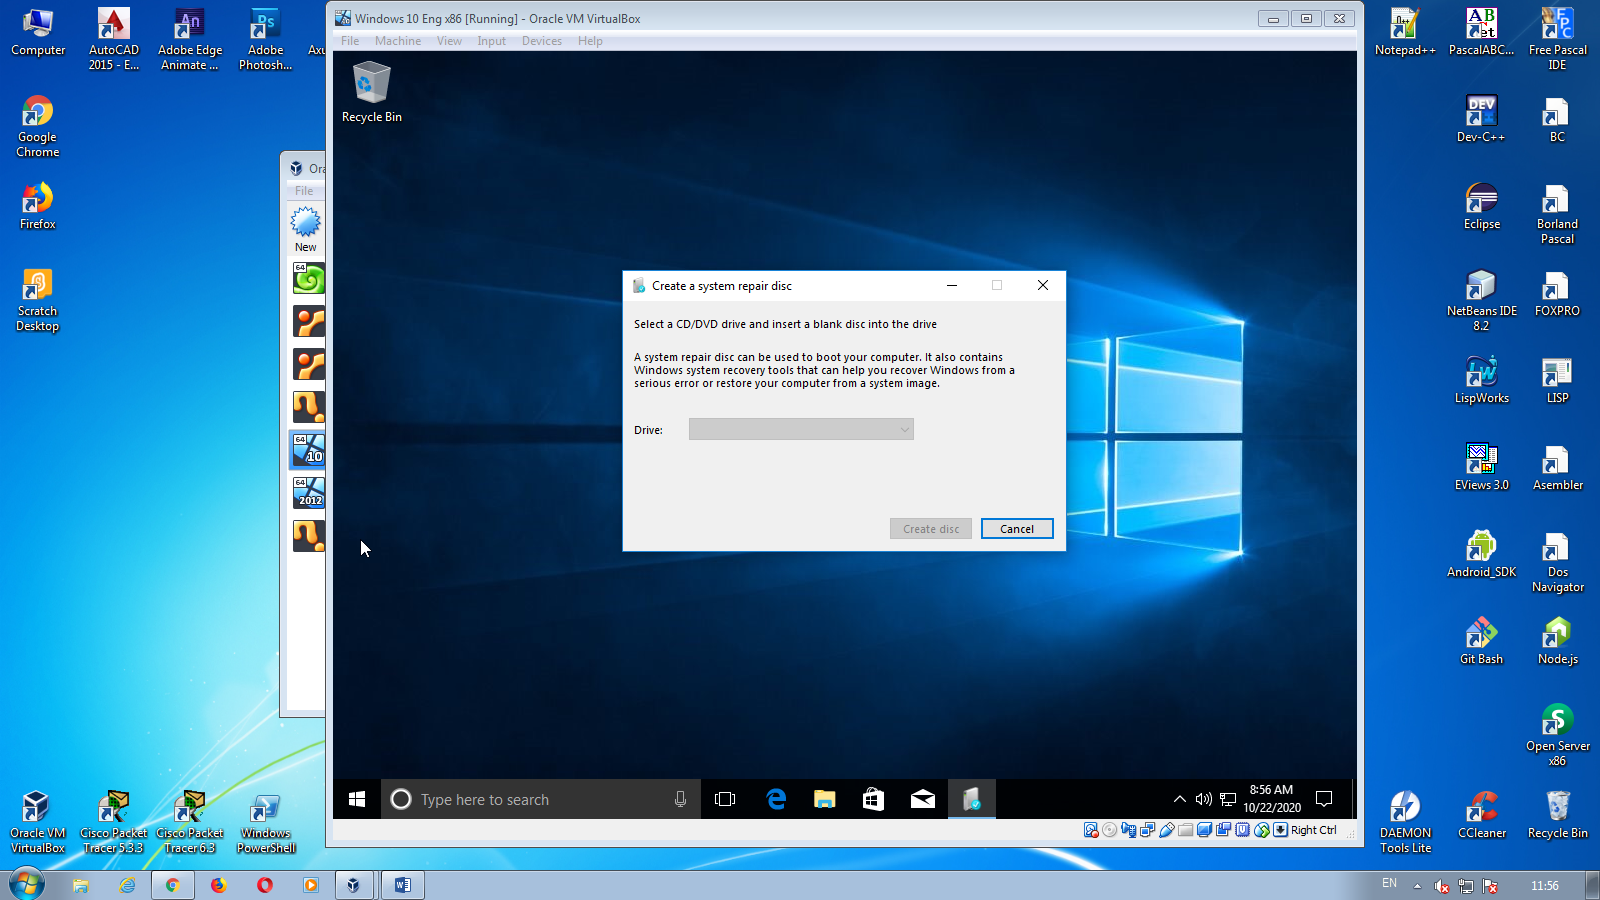 Windows 10 Eng x86 [Running] - Oracle VM VirtualBox
File Machine View Input Devices Help
Computer
AutoCAD
2015 - E...
Adobe Edge
Animate ...
Adobe
Photosh...
Google
Chrome
Firefox
Scratch
Desktop
File
New
64
64
10
64
2012
Recycle Bin
Create a system repair disc
Select a CD/DVD drive and insert a blank disc into the drive
A system repair disc can be used to boot your computer. It also contains
Windows system recovery tools that can help you recover Windows from a
serious error or restore your computer from a system image.
Drive:
Create disc
Cancel
Type here to search
8:56 AM
10/22/2020
Right Ctrl
Notepad++
PascalABC...
Free Pascal
IDE
Dev-C++
BC
Eclipse
Borland
Pascal
NetBeans IDE
8.2
FOXPRO
LispWorks
LISP
EViews 3.0
Asembler
Android_SDK
Dos
Navigator
Git Bash
Node.js
Open Server
x86
DAEMON
Tools Lite
CCleaner
Recycle Bin
Oracle VM
VirtualBox
Cisco Packet
Tracer 5.3.3
Cisco Packet
Tracer 6.3
Windows
PowerShell
EN
11:56